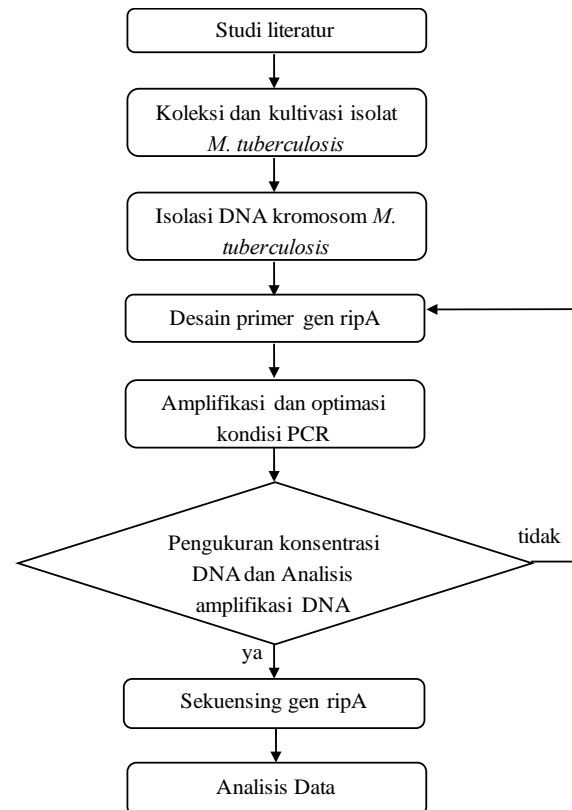 Studi literatur
Koleksi dan kultivasi isolat
M. tuberculosis
Isolasi DNA kromosom M.
tuberculosis
Desain primer gen ripA
Amplifikasi dan optimasi
kondisi PCR
Pengukuran konsentrasi
DNA dan Analisis
amplifikasi DNA
tidak
ya
Sekuensing gen ripA
Analisis Data